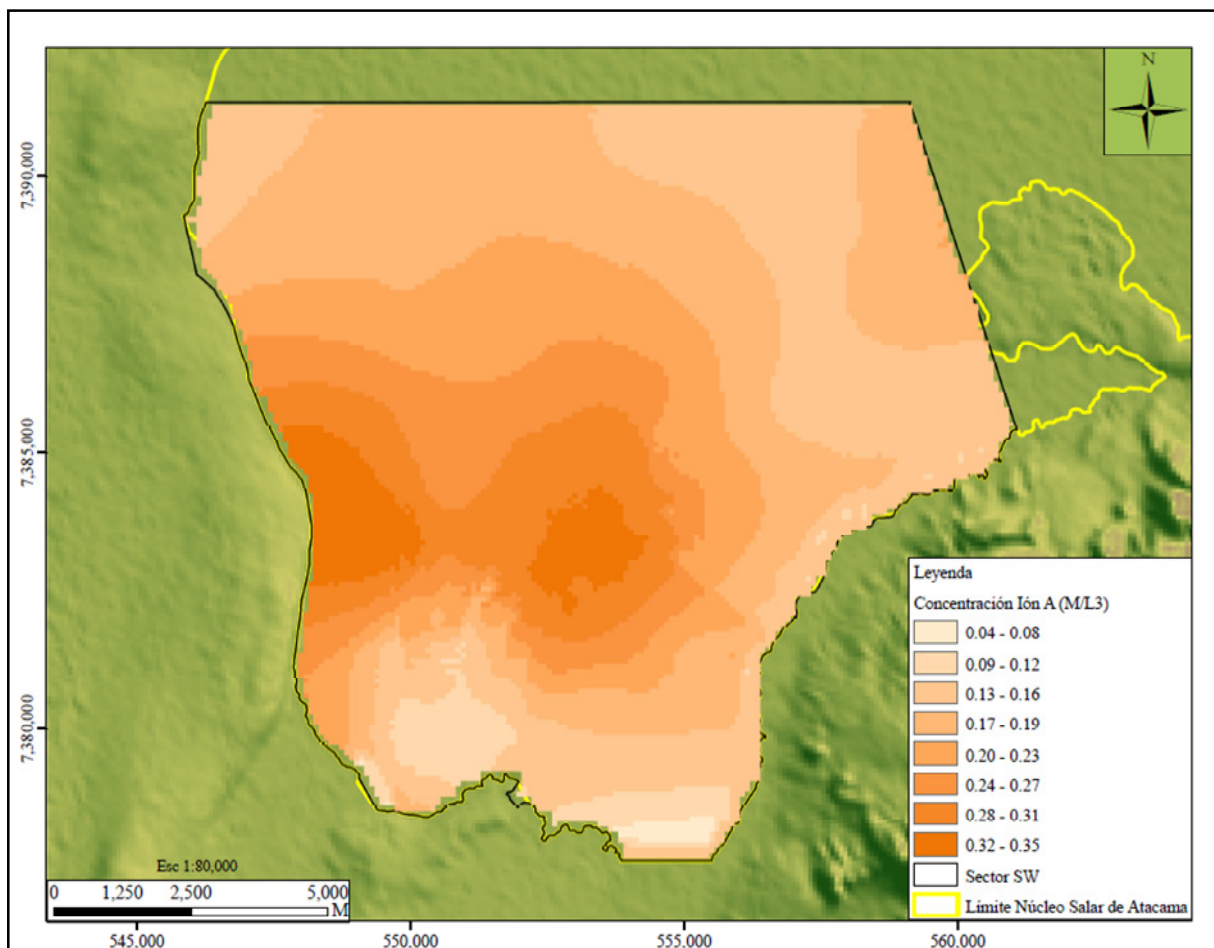 N
7,390,000
7,385,000
7,380,000
Leyenda
Concentración Ión A (M/L3)
0.04 - 0.08
0.09 - 0.12
0.13 - 0.16
0.17 - 0.19
0.20 - 0.23
0.24 - 0.27
0.28 - 0.31
0.32 - 0.35
Sector SW
Límite Núcleo Salar de Atacama
Esc 1:80,000
0 1,250 2,500 5,000
M
545,000 550,000 555,000 560,000